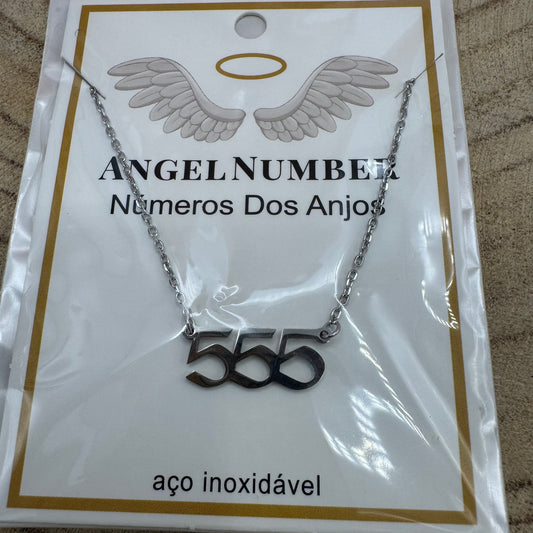 ANGEL NUMBER
Números Dos Anjos
555
aço inoxidável